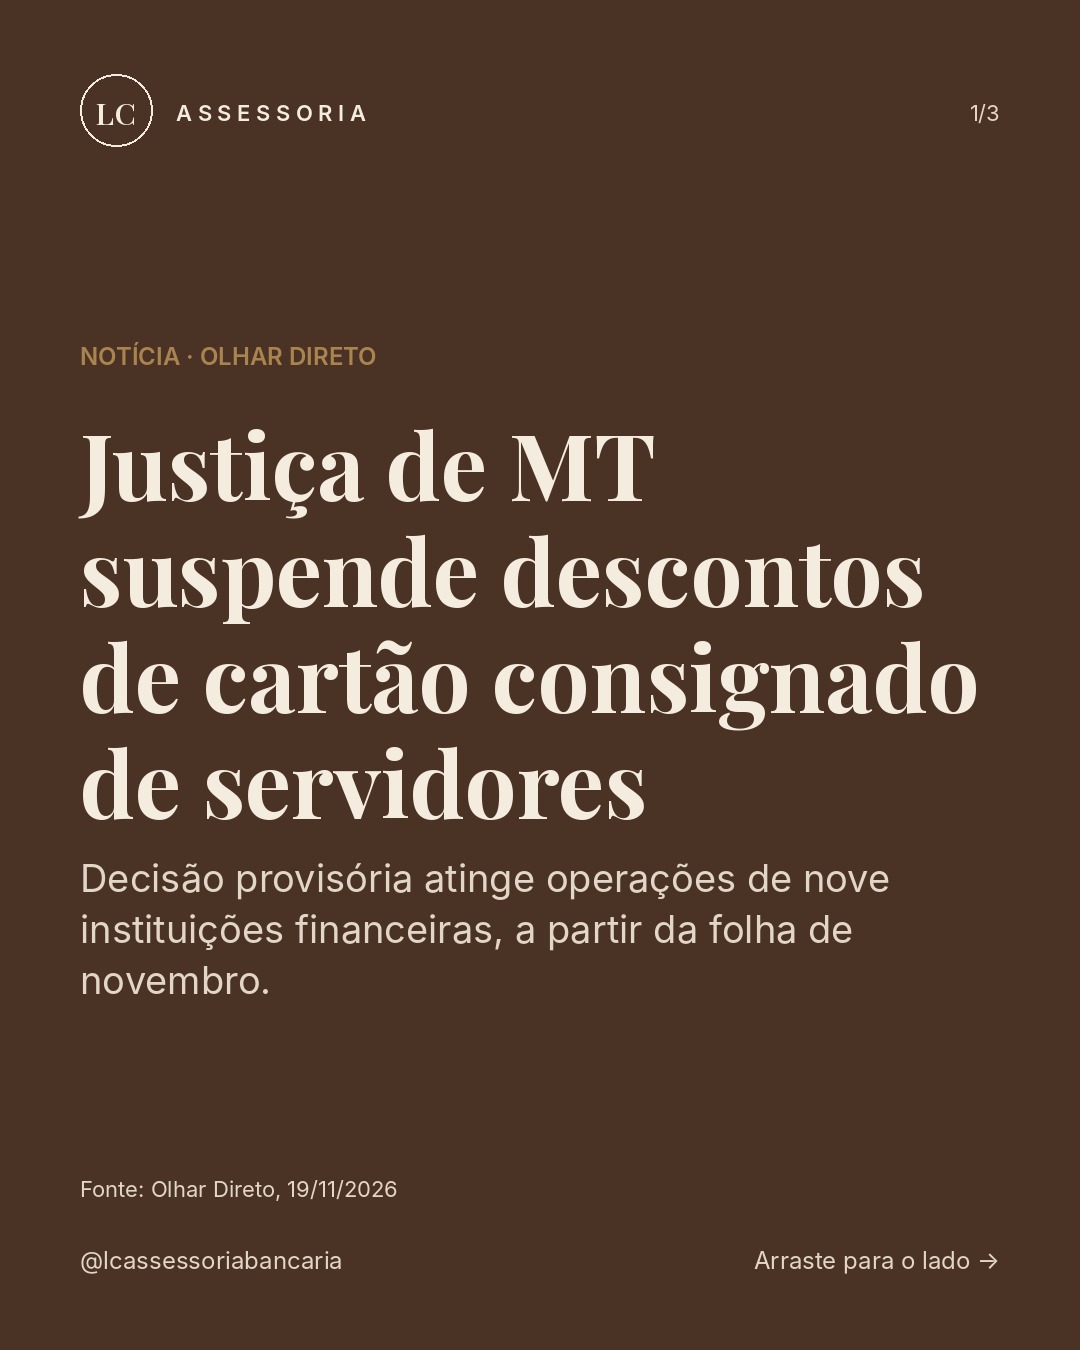 LC ASSESSORIA
1/3
NOTÍCIA · OLHAR DIRETO
Justiça de MT
suspende descontos
de cartão consignado
de servidores
Decisão provisória atinge operações de nove
instituições financeiras, a partir da folha de
novembro.
Fonte: Olhar Direto, 19/11/2026
@lcassessoriabancaria
Arraste para o lado →